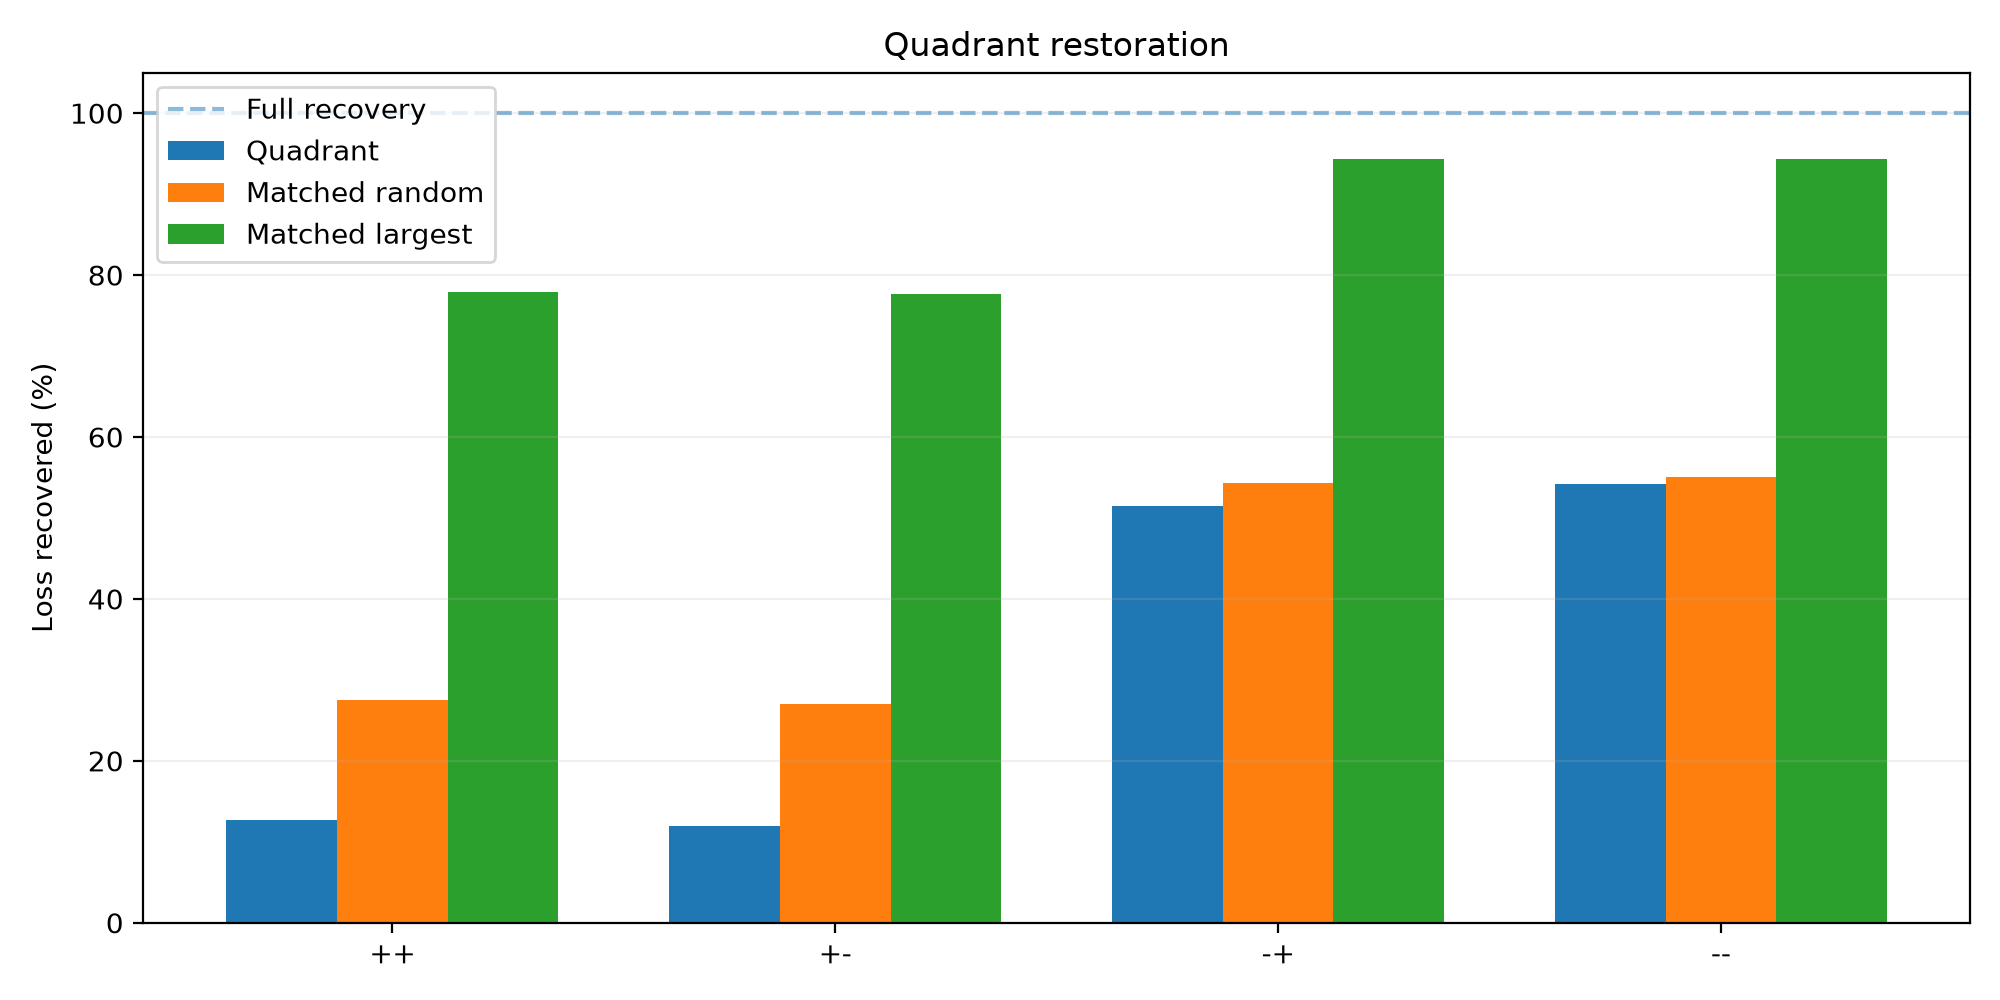 Quadrant restoration
Full recovery
Quadrant
Matched random
Matched largest
Loss recovered (%)
100
80
60
40
20
0
++
+-
-+
--